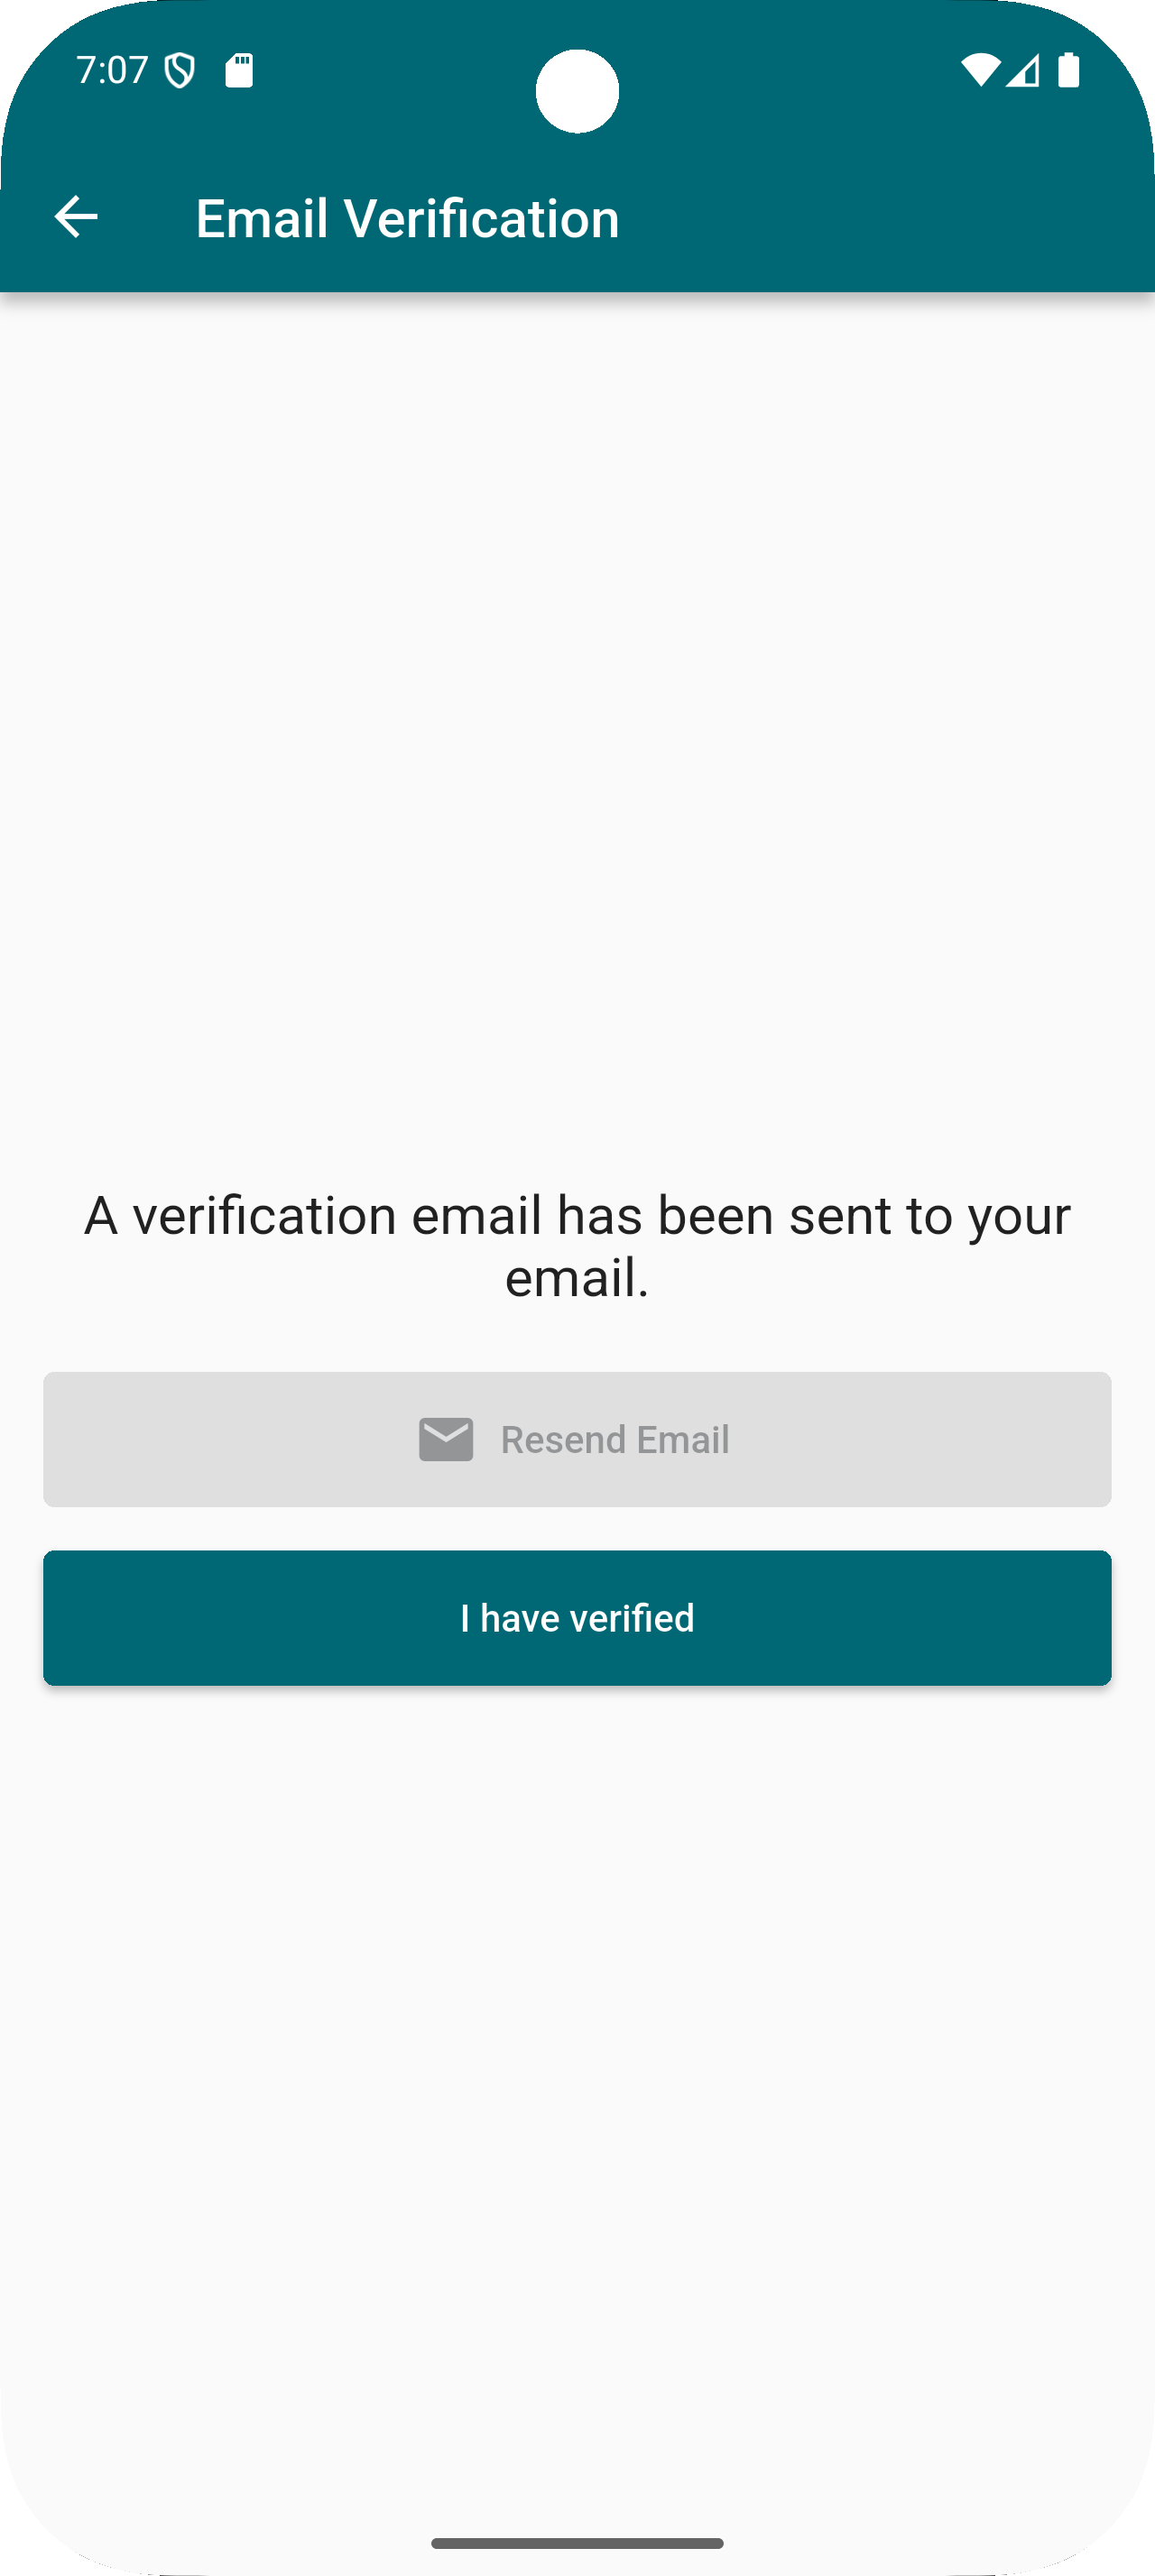 7:07
Email Verification
A verification email has been sent to your
email.
Resend Email
I have verified